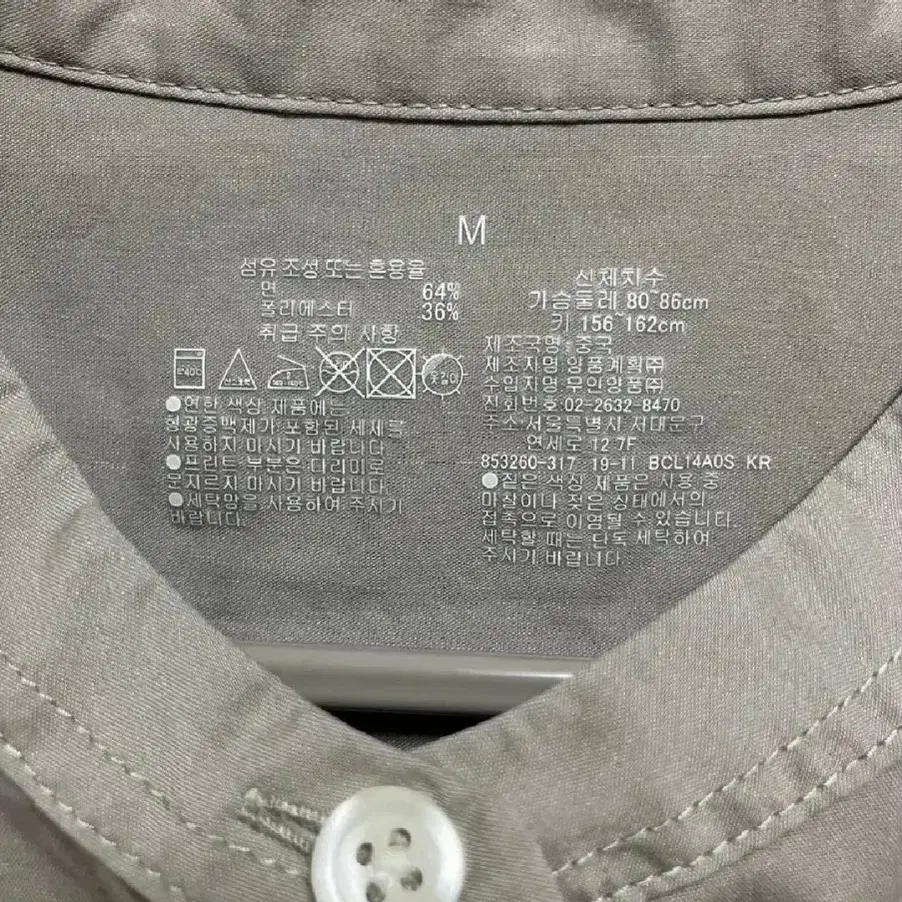 M
섬유 조성 또는 혼용율
면 64%
폴리에스터 36%
취급 주의 사항
약40℃
●연한 색상 제품에는
형광증백제가 포함된 세제를
사용하지 마시기 바랍니다
●프린트 부분은 다리미로
문지르지 마시기 바랍니다.
●세탁망을 사용하여 주시기
바랍니다.
신체치수
가슴둘레 80~86cm
키 156~162cm
제조국명:중국
제조자명 양품계획㈜
수입자명 무인양품㈜
전화번호:02-2632-8470
주소:서울특별시 서대문구
연세로 12 7F
853260-317 19-11 BCL14A0S KR
●짙은 색상 제품은 사용 중
마찰이나 젖은 상태에서의
접촉으로 이염될 수 있습니다.
세탁할 때는 단독 세탁하여
주시기 바랍니다.